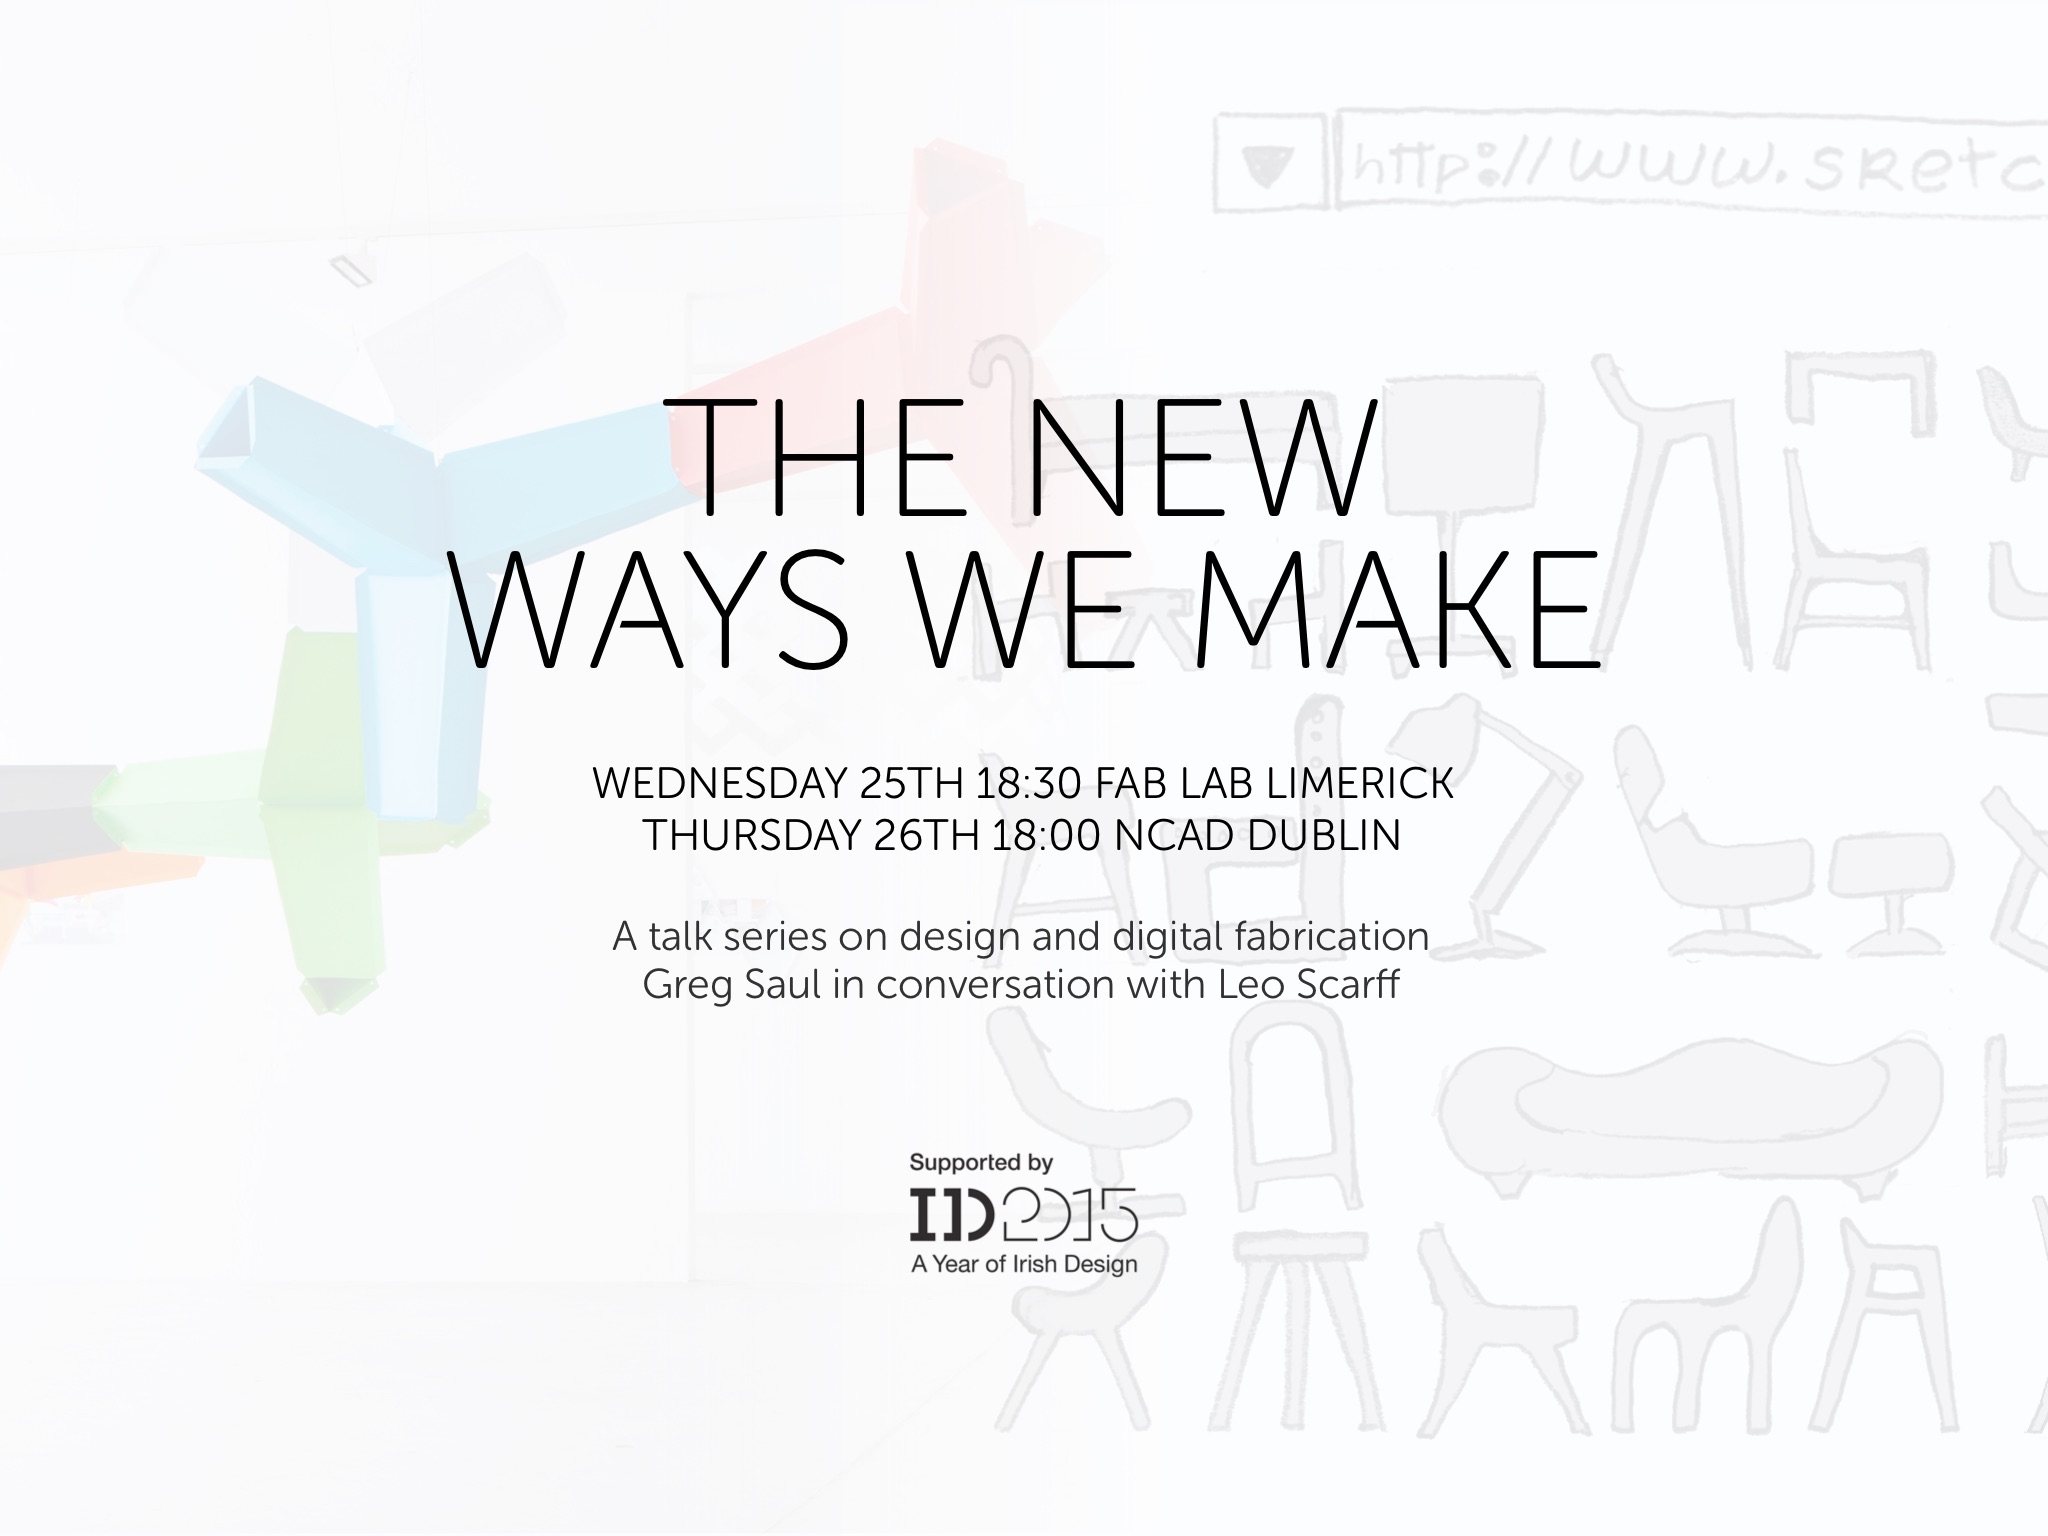 http://www.sketc
THE NEW
WAYS WE MAKE
WEDNESDAY 25TH 18:30 FAB LAB LIMERICK
THURSDAY 26TH 18:00 NCAD DUBLIN
A talk series on design and digital fabrication
Greg Saul in conversation with Leo Scarff
Supported by
ID2015
A Year of Irish Design